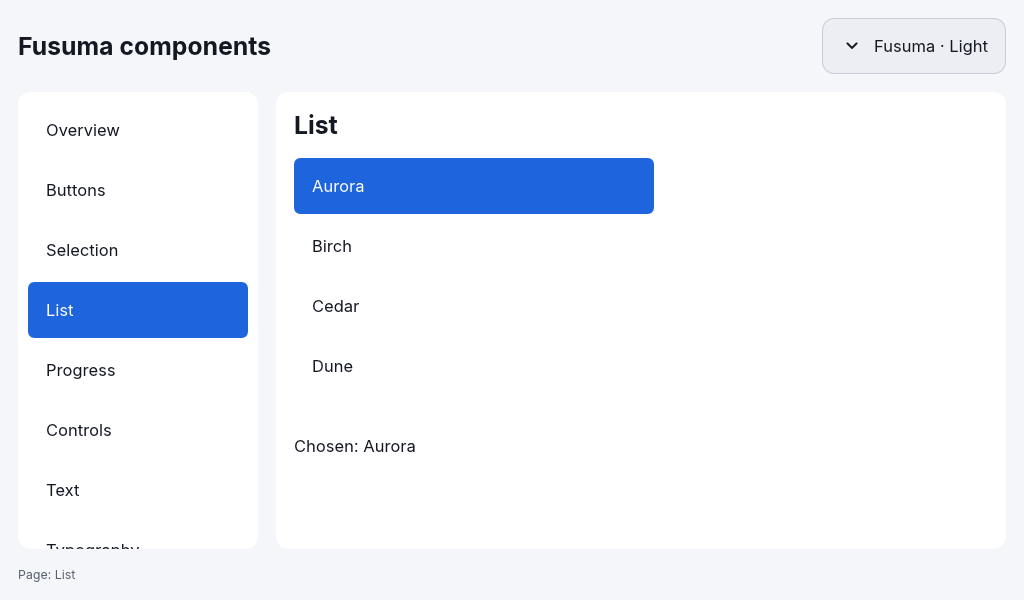 Fusuma components
Fusuma · Light
Overview
Buttons
Selection
List
Progress
Controls
Text
Typography
List
Aurora
Birch
Cedar
Dune
Chosen: Aurora
Page: List